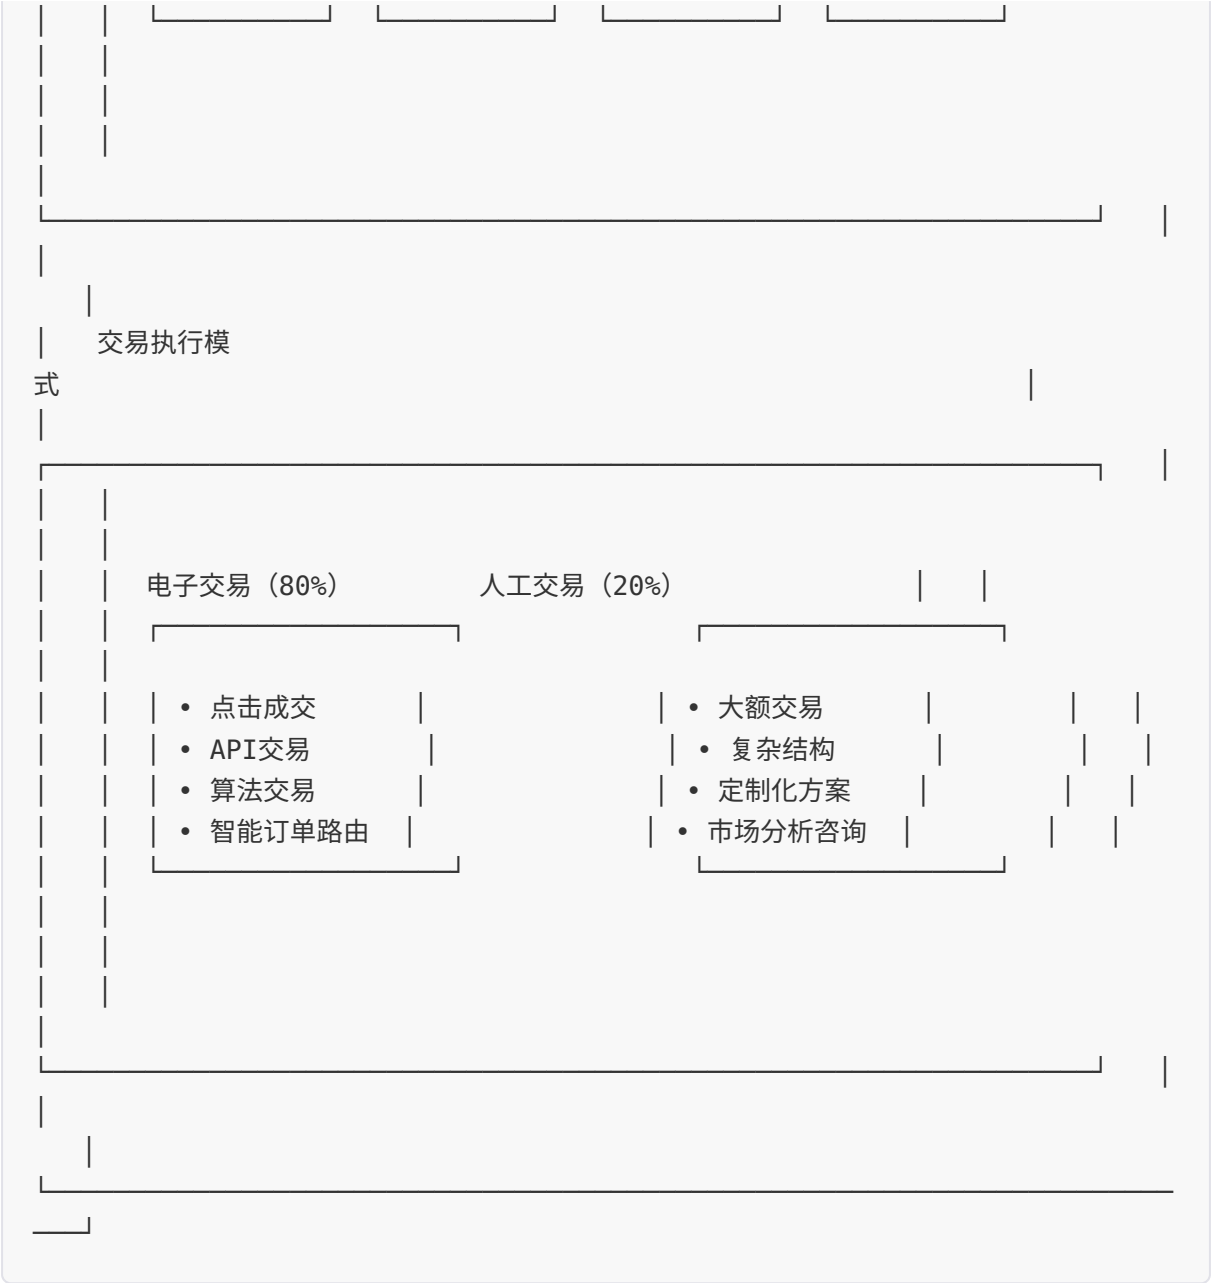 交易执行模
式
电子交易（80%） 人工交易（20%）
• 点击成交 • 大额交易
• API交易 • 复杂结构
• 算法交易 • 定制化方案
• 智能订单路由 • 市场分析咨询